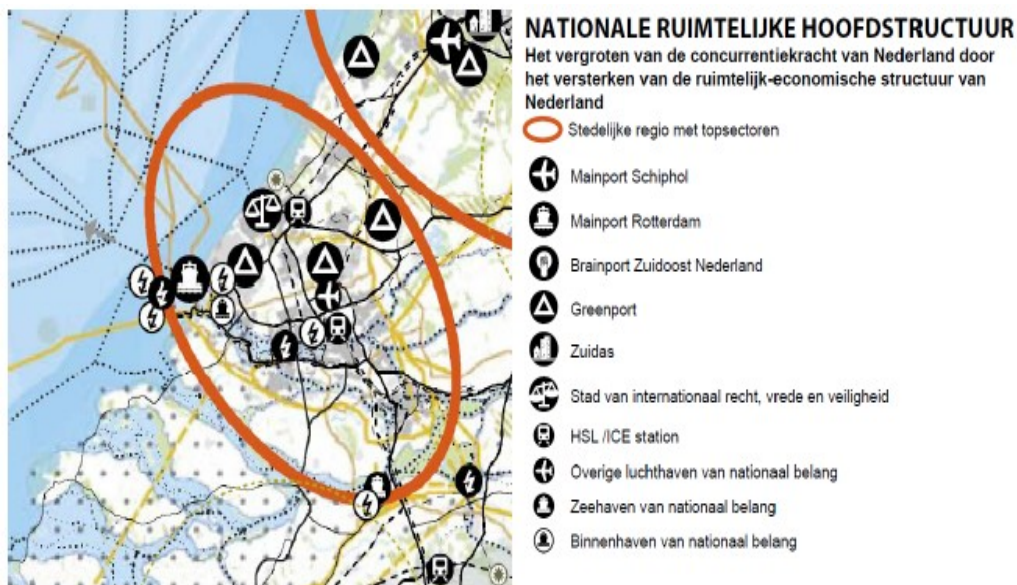 NATIONALE RUIMTELIJKE HOOFDSTRUCTUUR
Het vergroten van de concurrentiekracht van Nederland door
het versterken van de ruimtelijk-economische structuur van
Nederland
Stedelijke regio met topsectoren
Mainport Schiphol
Mainport Rotterdam
Brainport Zuidoost Nederland
Greenport
Zuidas
Stad van internationaal recht, vrede en veiligheid
HSL /ICE station
Overige luchthaven van nationaal belang
Zeehaven van nationaal belang
Binnenhaven van nationaal belang